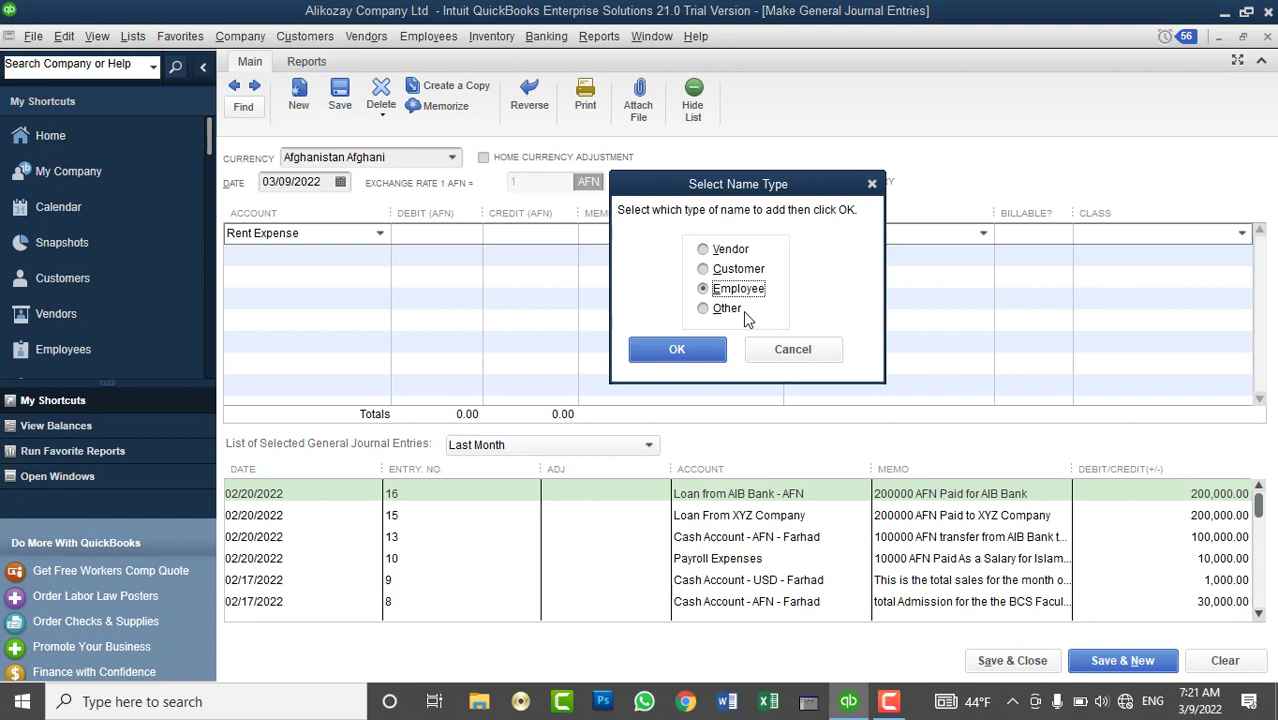 Alikozay Company Ltd - Intuit QuickBooks Enterprise Solutions 21.0 Trial Version - [Make General Journal Entries]
File Edit View Lists Favorites Company Customers Vendors Employees Inventory Banking Reports Window Help 56
Search Company or Help
My Shortcuts
Home
My Company
Calendar
Snapshots
Customers
Vendors
Employees
My Shortcuts
View Balances
Run Favorite Reports
Open Windows
Do More With QuickBooks
Get Free Workers Comp Quote
Order Labor Law Posters
Order Checks & Supplies
Promote Your Business
Finance with Confidence
Main Reports
Find New Save Delete Create a Copy Memorize Reverse Print Attach File Hide List
CURRENCY Afghanistan Afghani HOME CURRENCY ADJUSTMENT
DATE 03/09/2022 EXCHANGE RATE 1 AFN = 1 AFN
ACCOUNT DEBIT (AFN) CREDIT (AFN) BILLABLE? CLASS
Rent Expense
Select Name Type
Select which type of name to add then click OK.
Vendor
Customer
Employee
Other
OK Cancel
Totals 0.00 0.00
List of Selected General Journal Entries: Last Month
DATE ENTRY. NO. ADJ ACCOUNT MEMO DEBIT/CREDIT(+/-)
02/20/2022 16 Loan from AIB Bank - AFN 200000 AFN Paid for AIB Bank 200,000.00
02/20/2022 15 Loan From XYZ Company 200000 AFN Paid to XYZ Company 200,000.00
02/20/2022 13 Cash Account - AFN - Farhad 100000 AFN transfer from AIB Bank t... 100,000.00
02/20/2022 10 Payroll Expenses 10000 AFN Paid As a Salary for Islam... 10,000.00
02/17/2022 9 Cash Account - USD - Farhad This is the total sales for the month o... 1,000.00
02/17/2022 8 Cash Account - AFN - Farhad total Admission for the the BCS Facul... 30,000.00
Save & Close Save & New Clear
Type here to search
44°F ENG 7:21 AM
3/9/2022